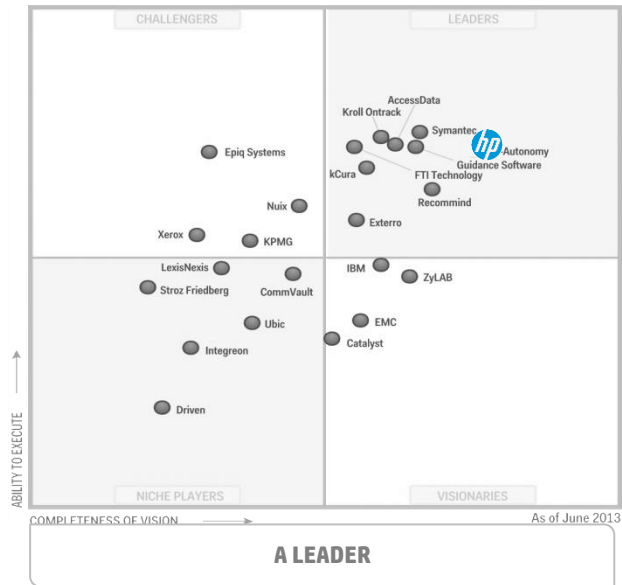 CHALLENGERS
LEADERS
AccessData
Kroll Ontrack
Symantec
hp
Autonomy
Epiq Systems
Guidance Software
kCura
FTI Technology
Recommind
Nuix
Exterro
Xerox
KPMG
LexisNexis
IBM
ZyLAB
Stroz Friedberg
CommVault
Ubic
EMC
Catalyst
Integreon
Driven
ABILITY TO EXECUTE
NICHE PLAYERS
VISIONARIES
COMPLETENESS OF VISION
As of June 2013
A LEADER